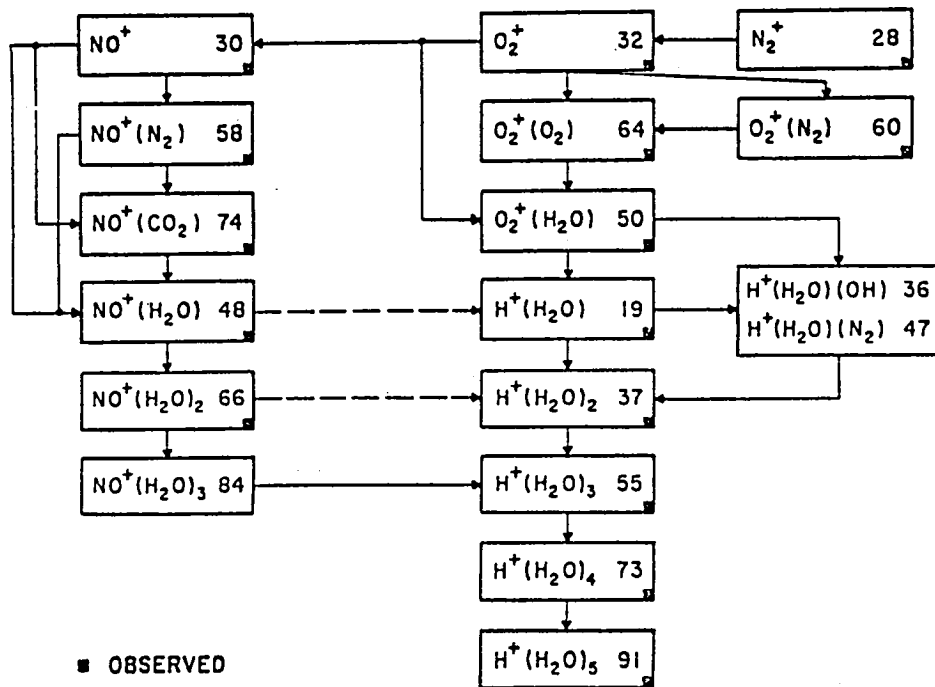 NO⁺ 30
O₂⁺ 32
N₂⁺ 28
NO⁺(N₂) 58
O₂⁺(O₂) 64
O₂⁺(N₂) 60
NO⁺(CO₂) 74
O₂⁺(H₂O) 50
NO⁺(H₂O) 48
H⁺(H₂O) 19
H⁺(H₂O)(OH) 36
H⁺(H₂O)(N₂) 47
NO⁺(H₂O)₂ 66
H⁺(H₂O)₂ 37
NO⁺(H₂O)₃ 84
H⁺(H₂O)₃ 55
H⁺(H₂O)₄ 73
H⁺(H₂O)₅ 91
OBSERVED